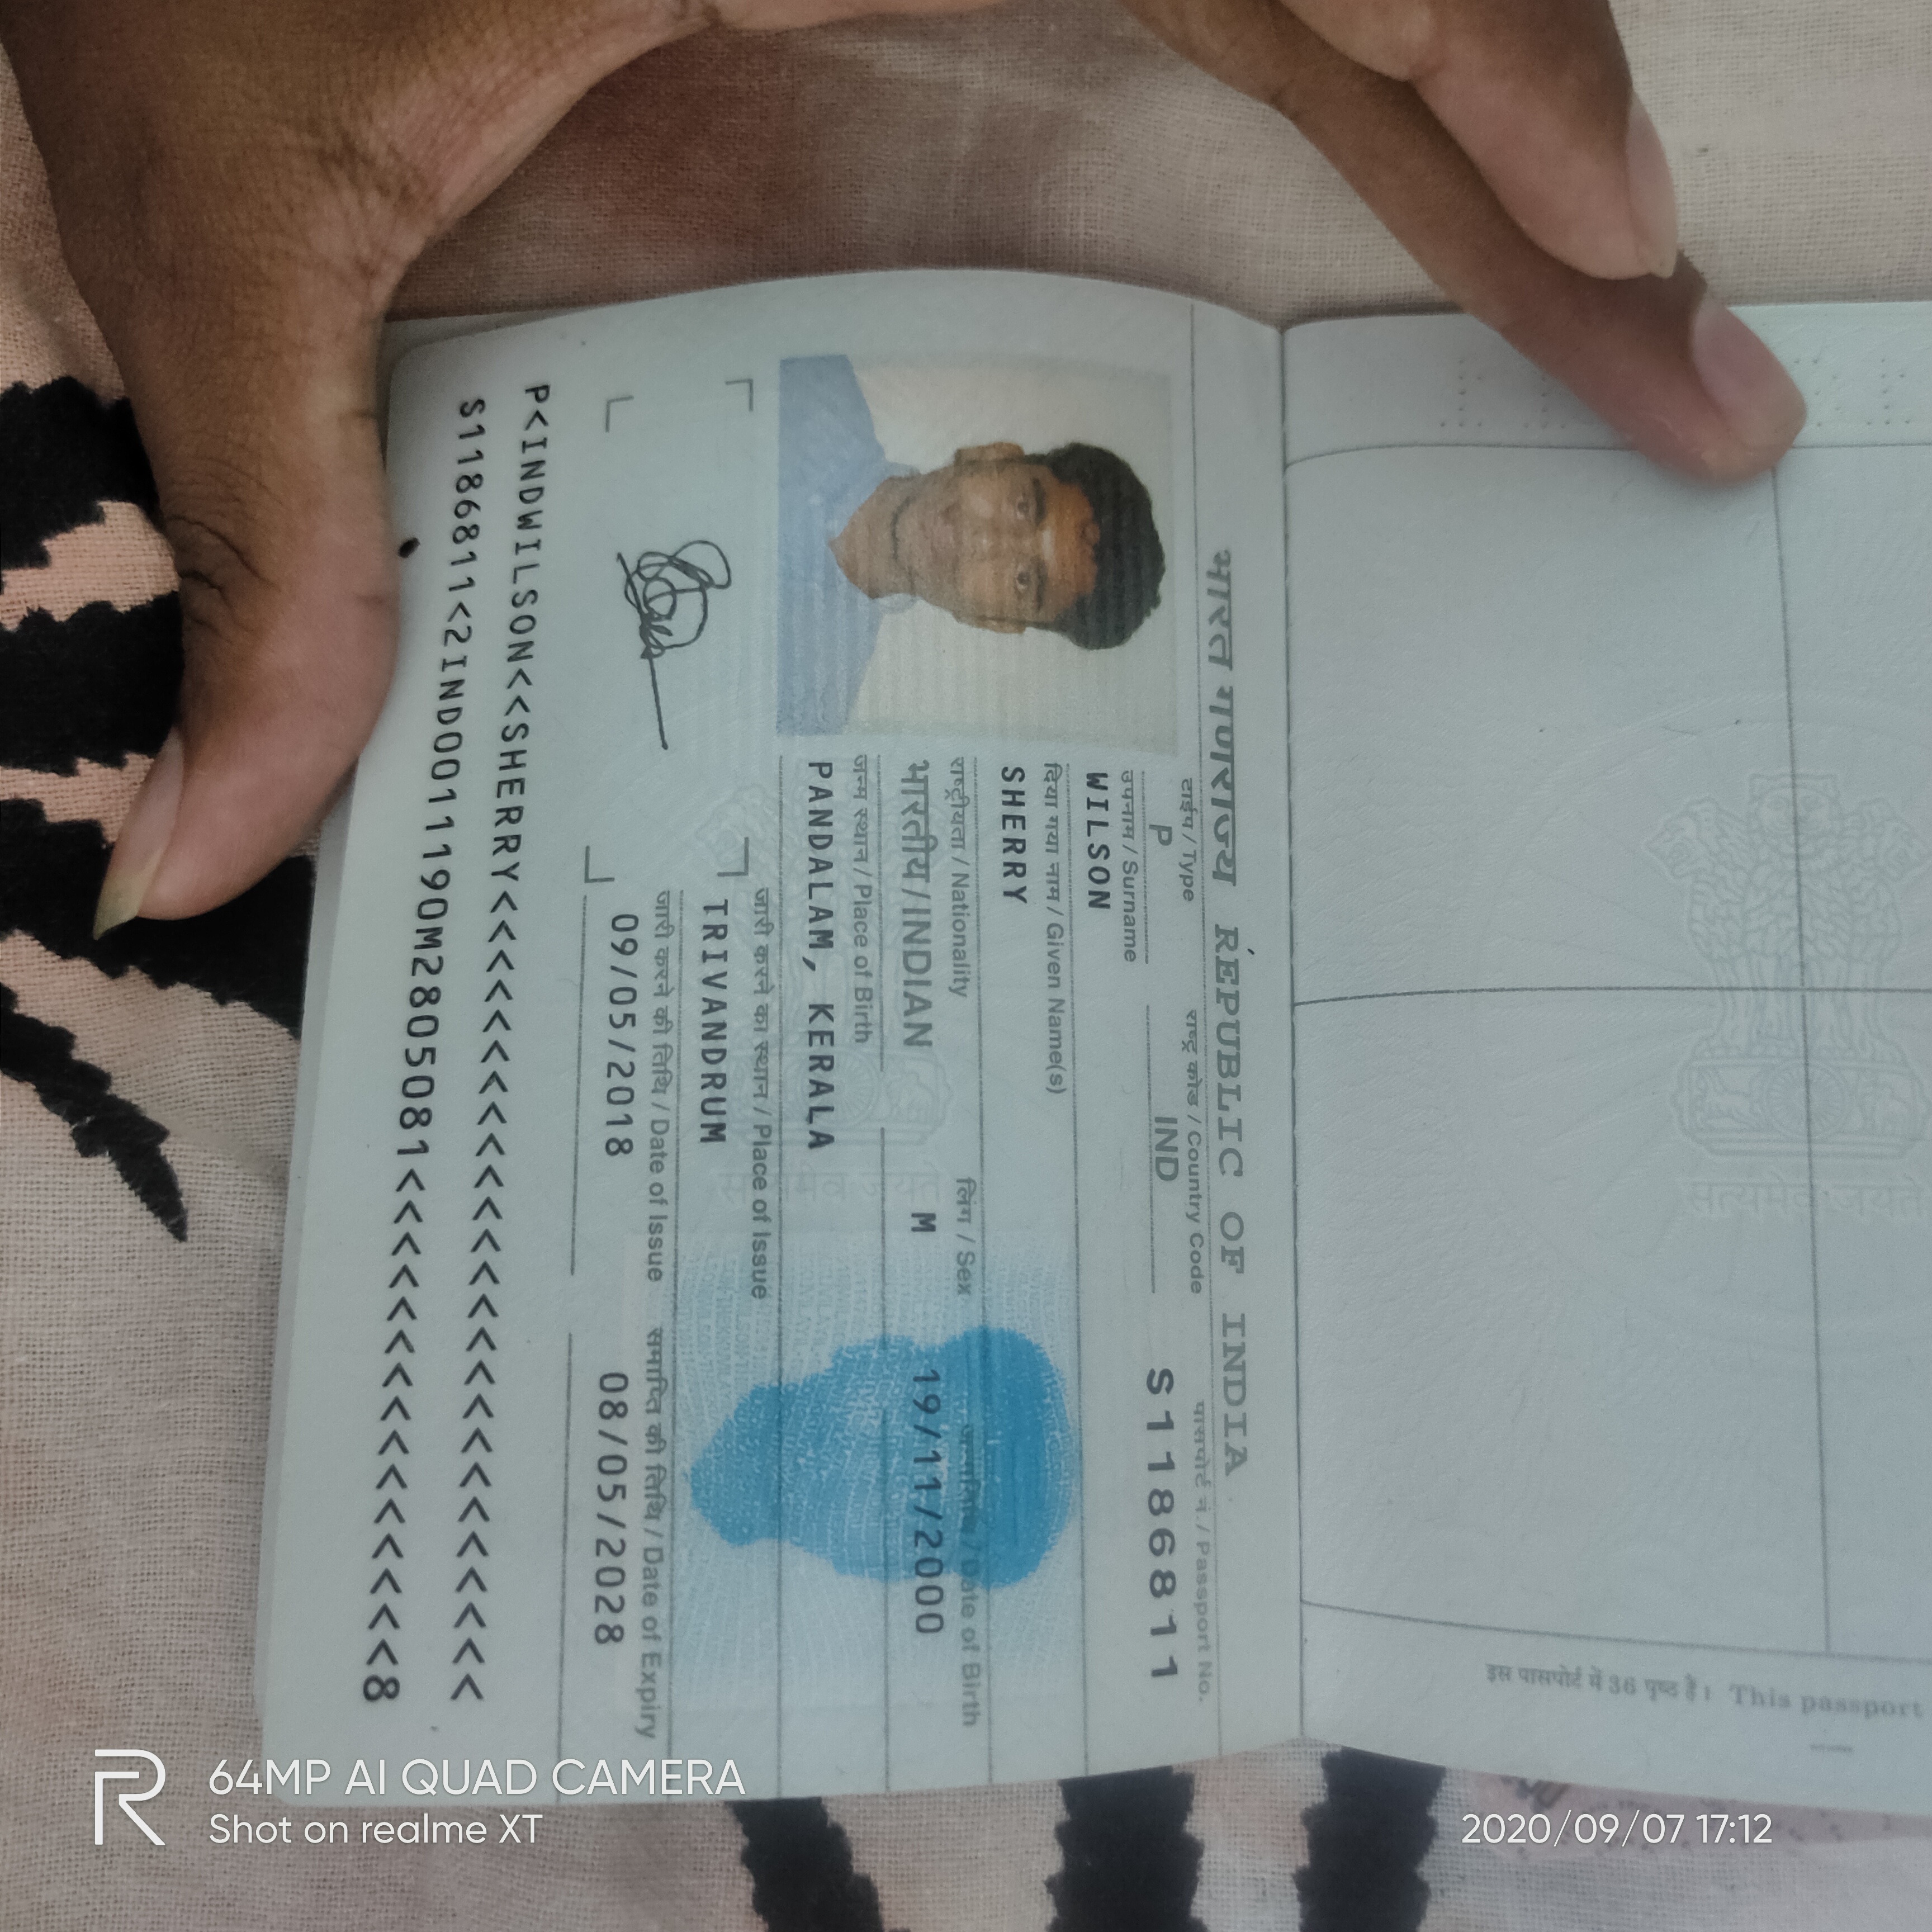 भारत गणराज्य REPUBLIC OF INDIA
टाईप / Type राष्ट्र कोड / Country Code पासपोर्ट नं. / Passport No.
P IND S1186811
उपनाम / Surname
WILSON
दिया गया नाम / Given Name(s)
SHERRY
राष्ट्रीयता / Nationality लिंग / Sex जन्मतिथि / Date of Birth
भारतीय / INDIAN M 19/11/2000
जन्म स्थान / Place of Birth
PANDALAM, KERALA
जारी करने का स्थान / Place of Issue
TRIVANDRUM
जारी करने की तिथि / Date of Issue समाप्ति की तिथि / Date of Expiry
09/05/2018 08/05/2028
P<INDWILSON<<SHERRY<<<<<<<<<<<<<<<<<<<<<<<<<
S1186811<2IND0011190M2805081<<<<<<<<<<<<<<<8
सत्यमेव जयते
इस पासपोर्ट में 36 पृष्ठ है। This passport
64MP AI QUAD CAMERA
Shot on realme XT
2020/09/07 17:12